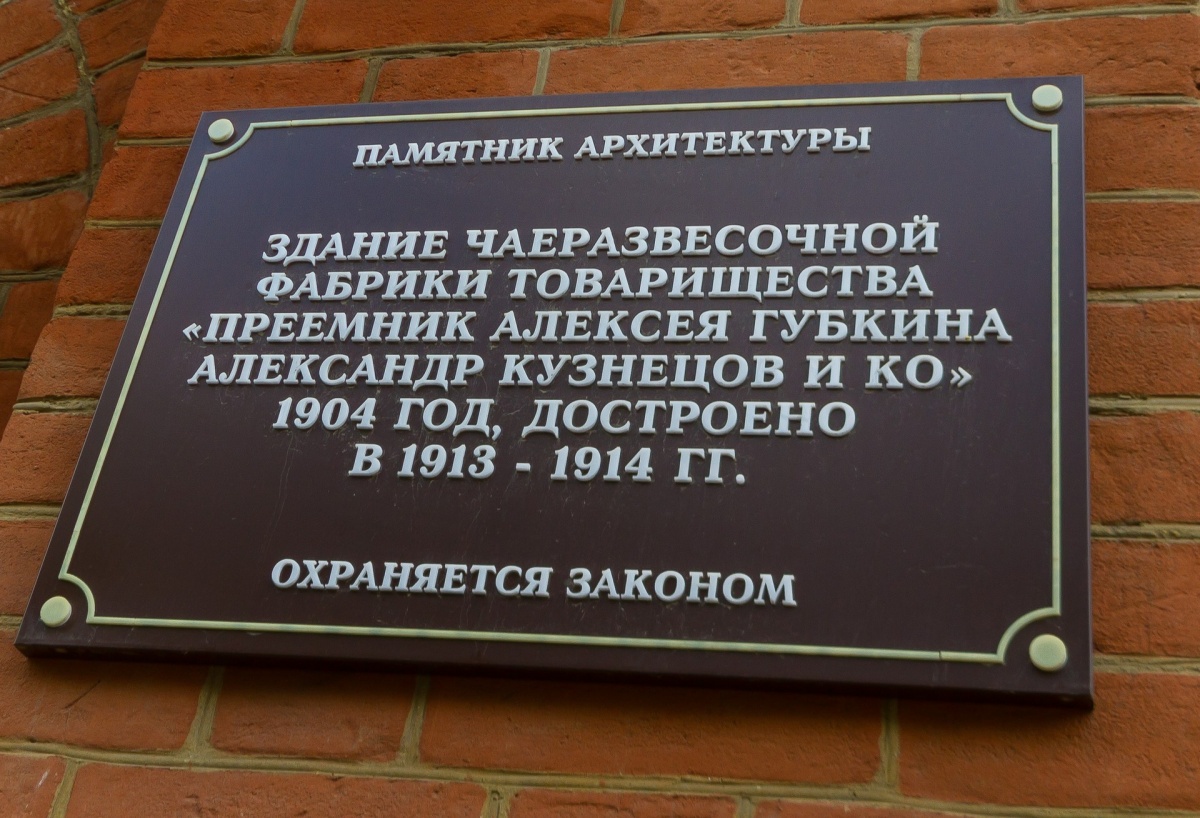 ПАМЯТНИК АРХИТЕКТУРЫ
ЗДАНИЕ ЧАЕРАЗВЕСОЧНОЙ
ФАБРИКИ ТОВАРИЩЕСТВА
«ПРЕЕМНИК АЛЕКСЕЯ ГУБКИНА
АЛЕКСАНДР КУЗНЕЦОВ И КО»
1904 ГОД, ДОСТРОЕНО
В 1913 - 1914 ГГ.
ОХРАНЯЕТСЯ ЗАКОНОМ